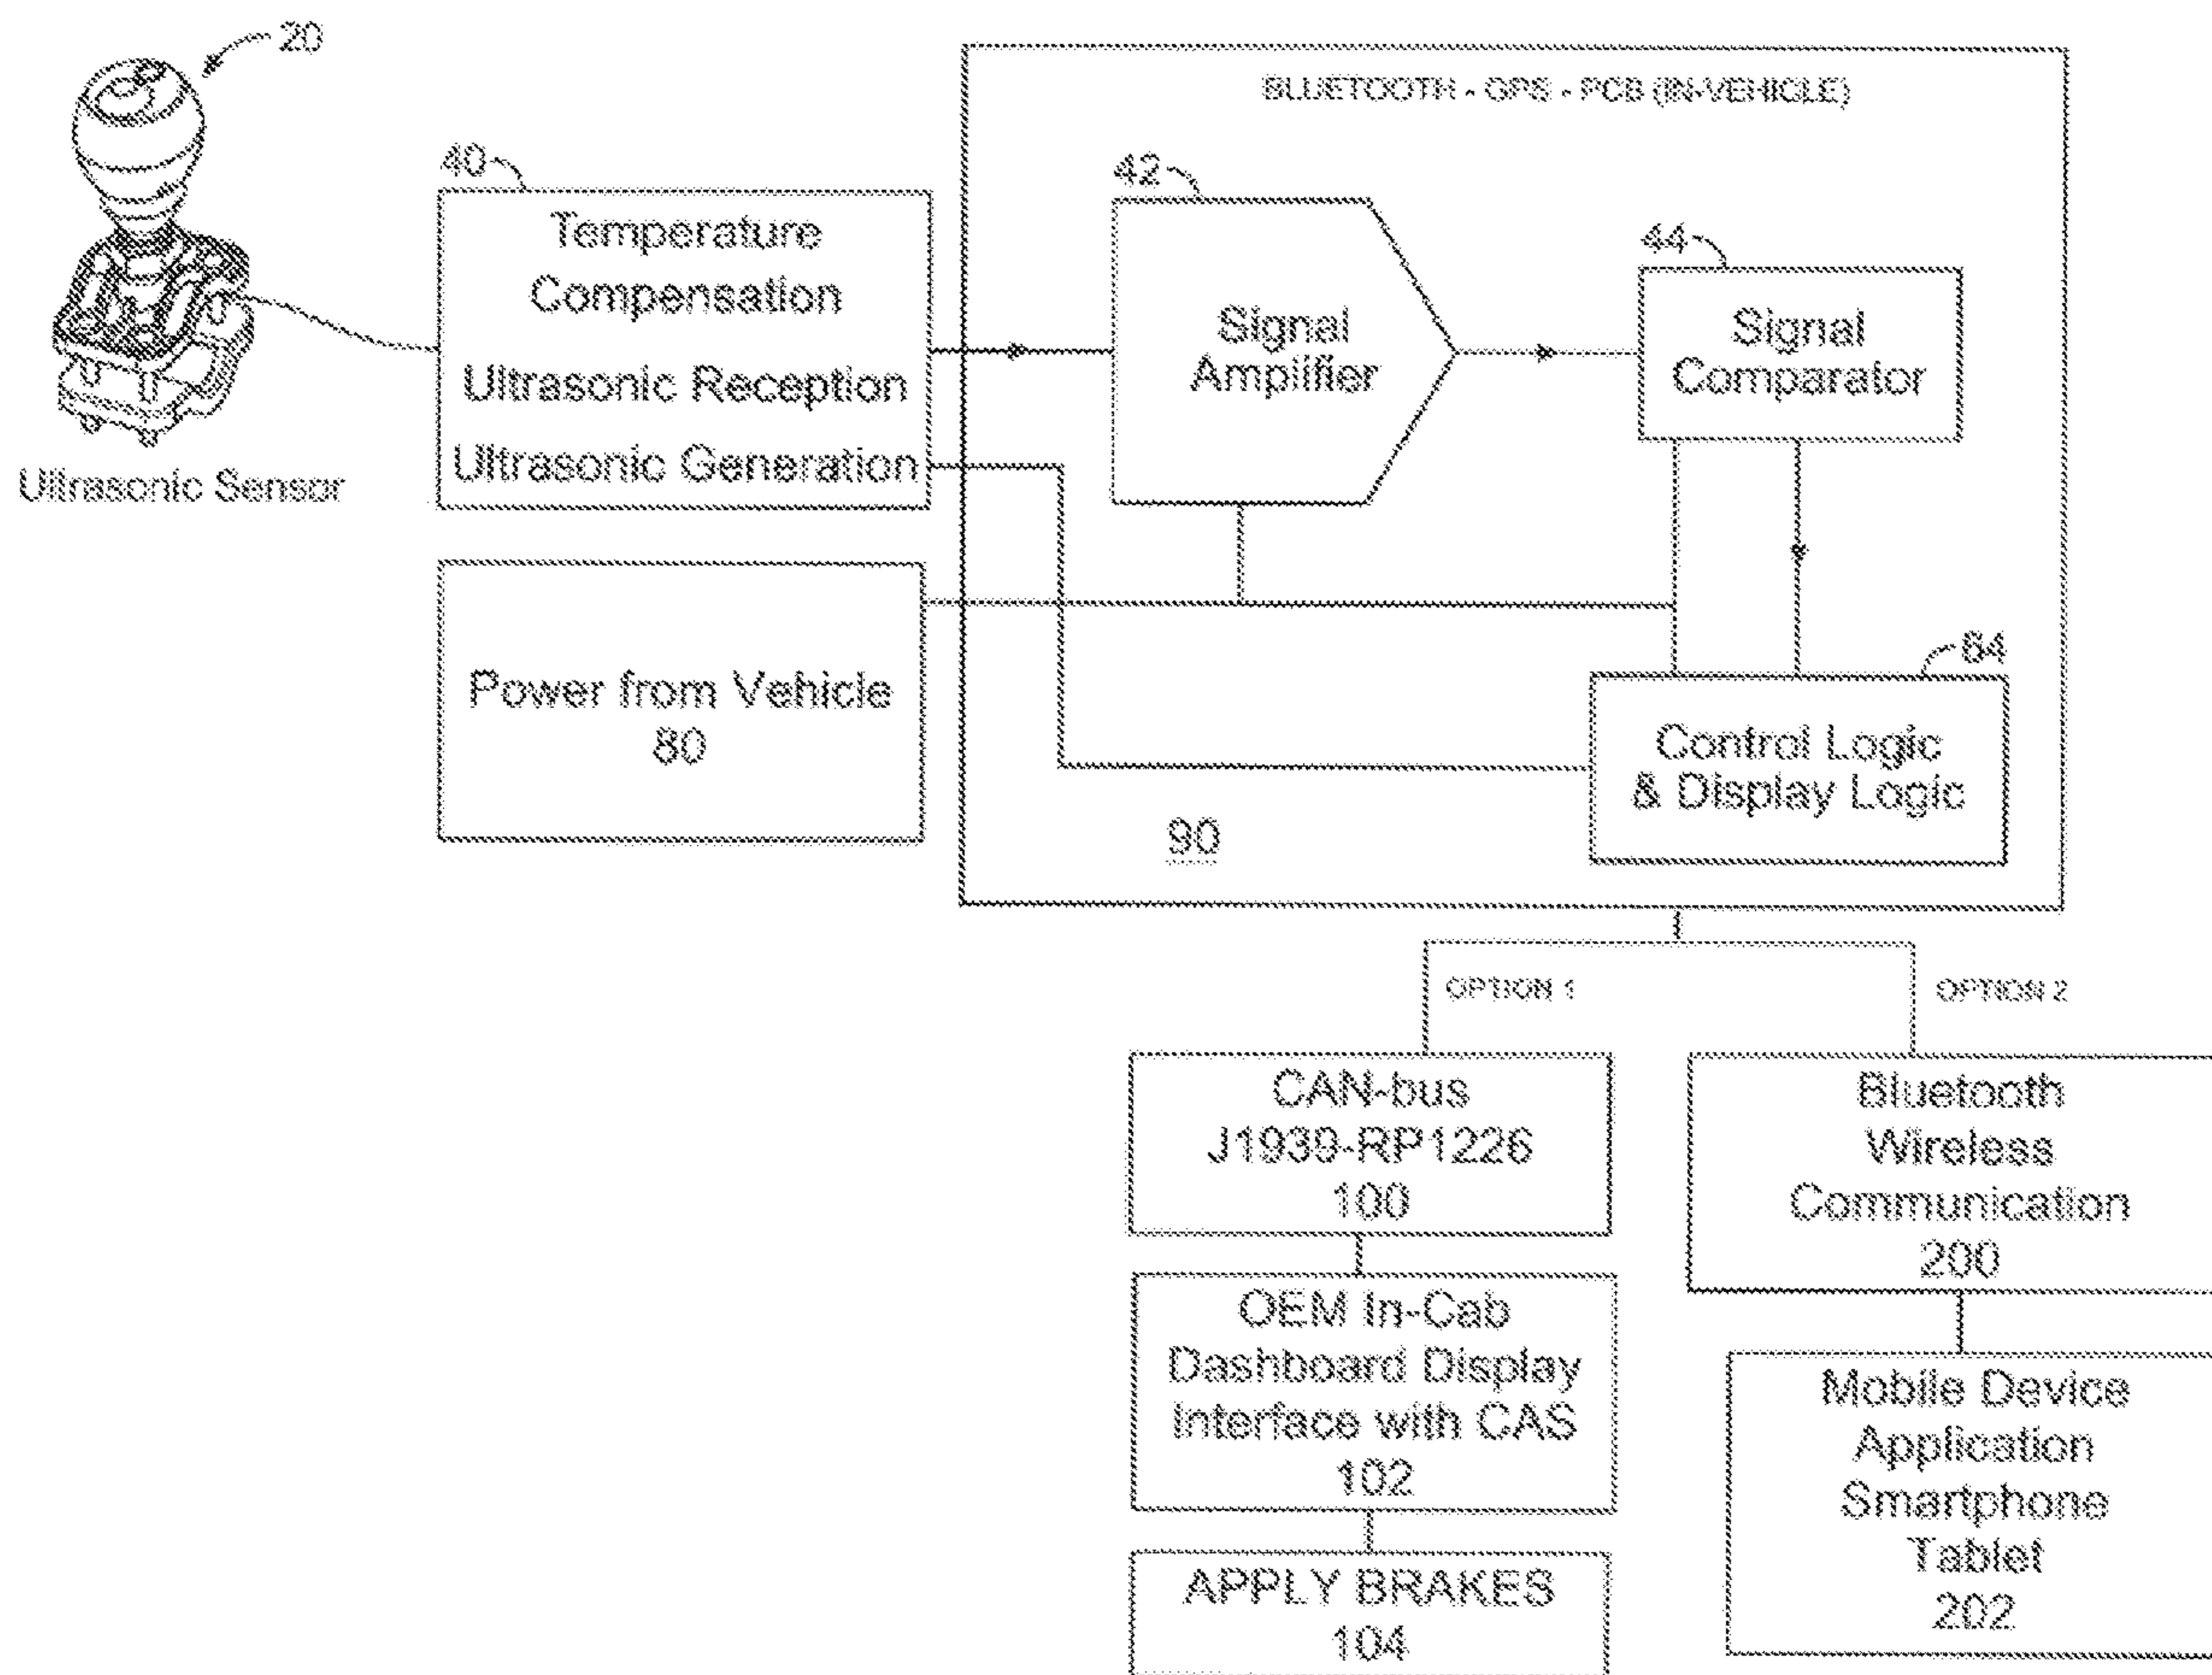 20
BLUETOOTH - GPS - PCB (IN-VEHICLE)
40
42
44
Temperature
Compensation
Ultrasonic Reception
Ultrasonic Generation
Signal
Amplifier
Signal
Comparator
Ultrasonic Sensor
Power from Vehicle
80
64
Control Logic
& Display Logic
90
OPTION 1
OPTION 2
CAN-bus
J1939-RP1226
100
Bluetooth
Wireless
Communication
200
OEM In-Cab
Dashboard Display
Interface with CAS
102
Mobile Device
Application
Smartphone
Tablet
202
APPLY BRAKES
104